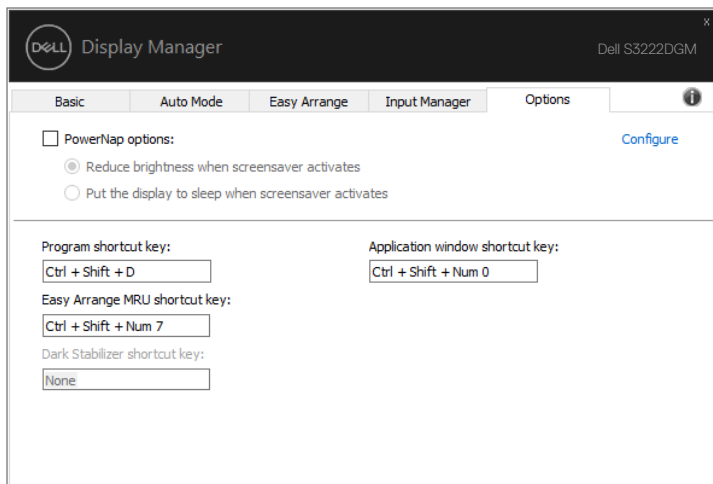 x
DELL Display Manager
Dell S3222DGM
Basic Auto Mode Easy Arrange Input Manager Options i
PowerNap options: Configure
Reduce brightness when screensaver activates
Put the display to sleep when screensaver activates
Program shortcut key: Application window shortcut key:
Ctrl + Shift + D Ctrl + Shift + Num 0
Easy Arrange MRU shortcut key:
Ctrl + Shift + Num 7
Dark Stabilizer shortcut key:
None